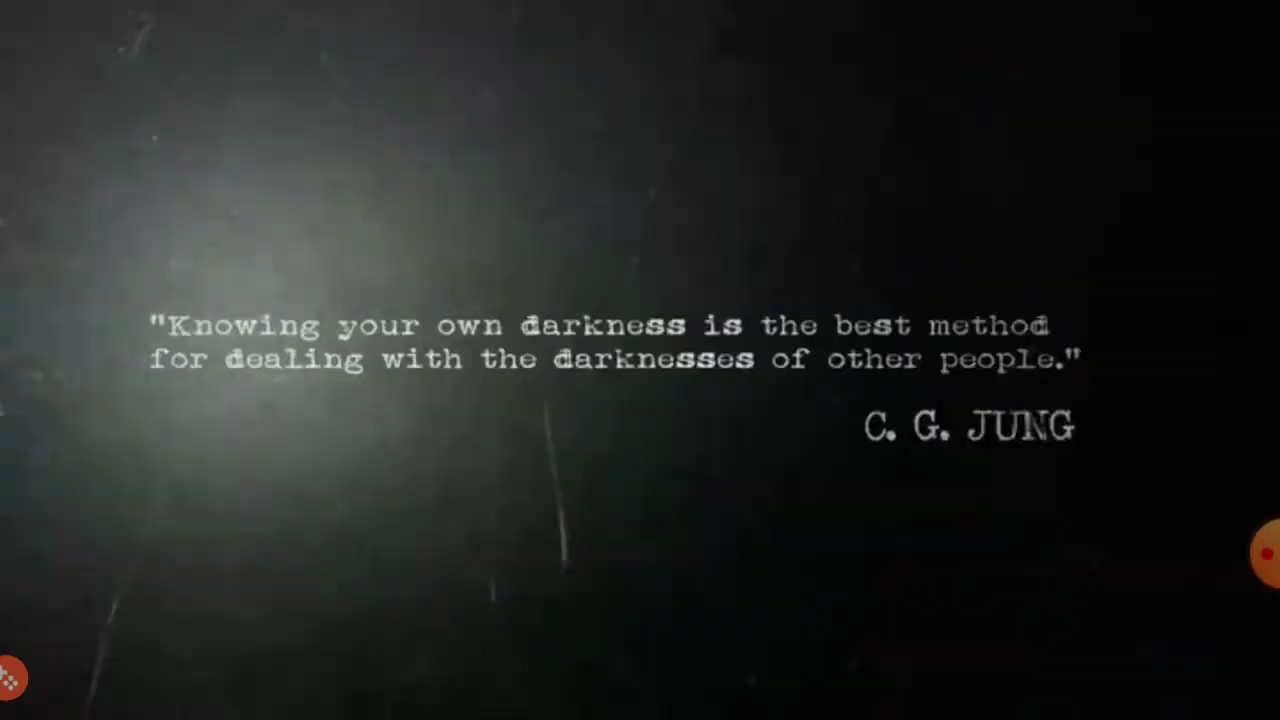 "Knowing your own darkness is the best method
for dealing with the darknesses of other people."
C. G. JUNG